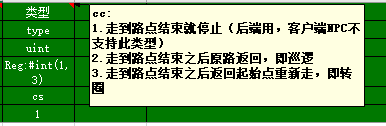 类型
type
uint
Reg:#int(1,
3)
cs
1
cc:
1.走到路点结束就停止（后端用，客户端NPC不
支持此类型）
2.走到路点结束之后原路返回，即巡逻
3.走到路点结束之后返回起始点重新走，即转
圈